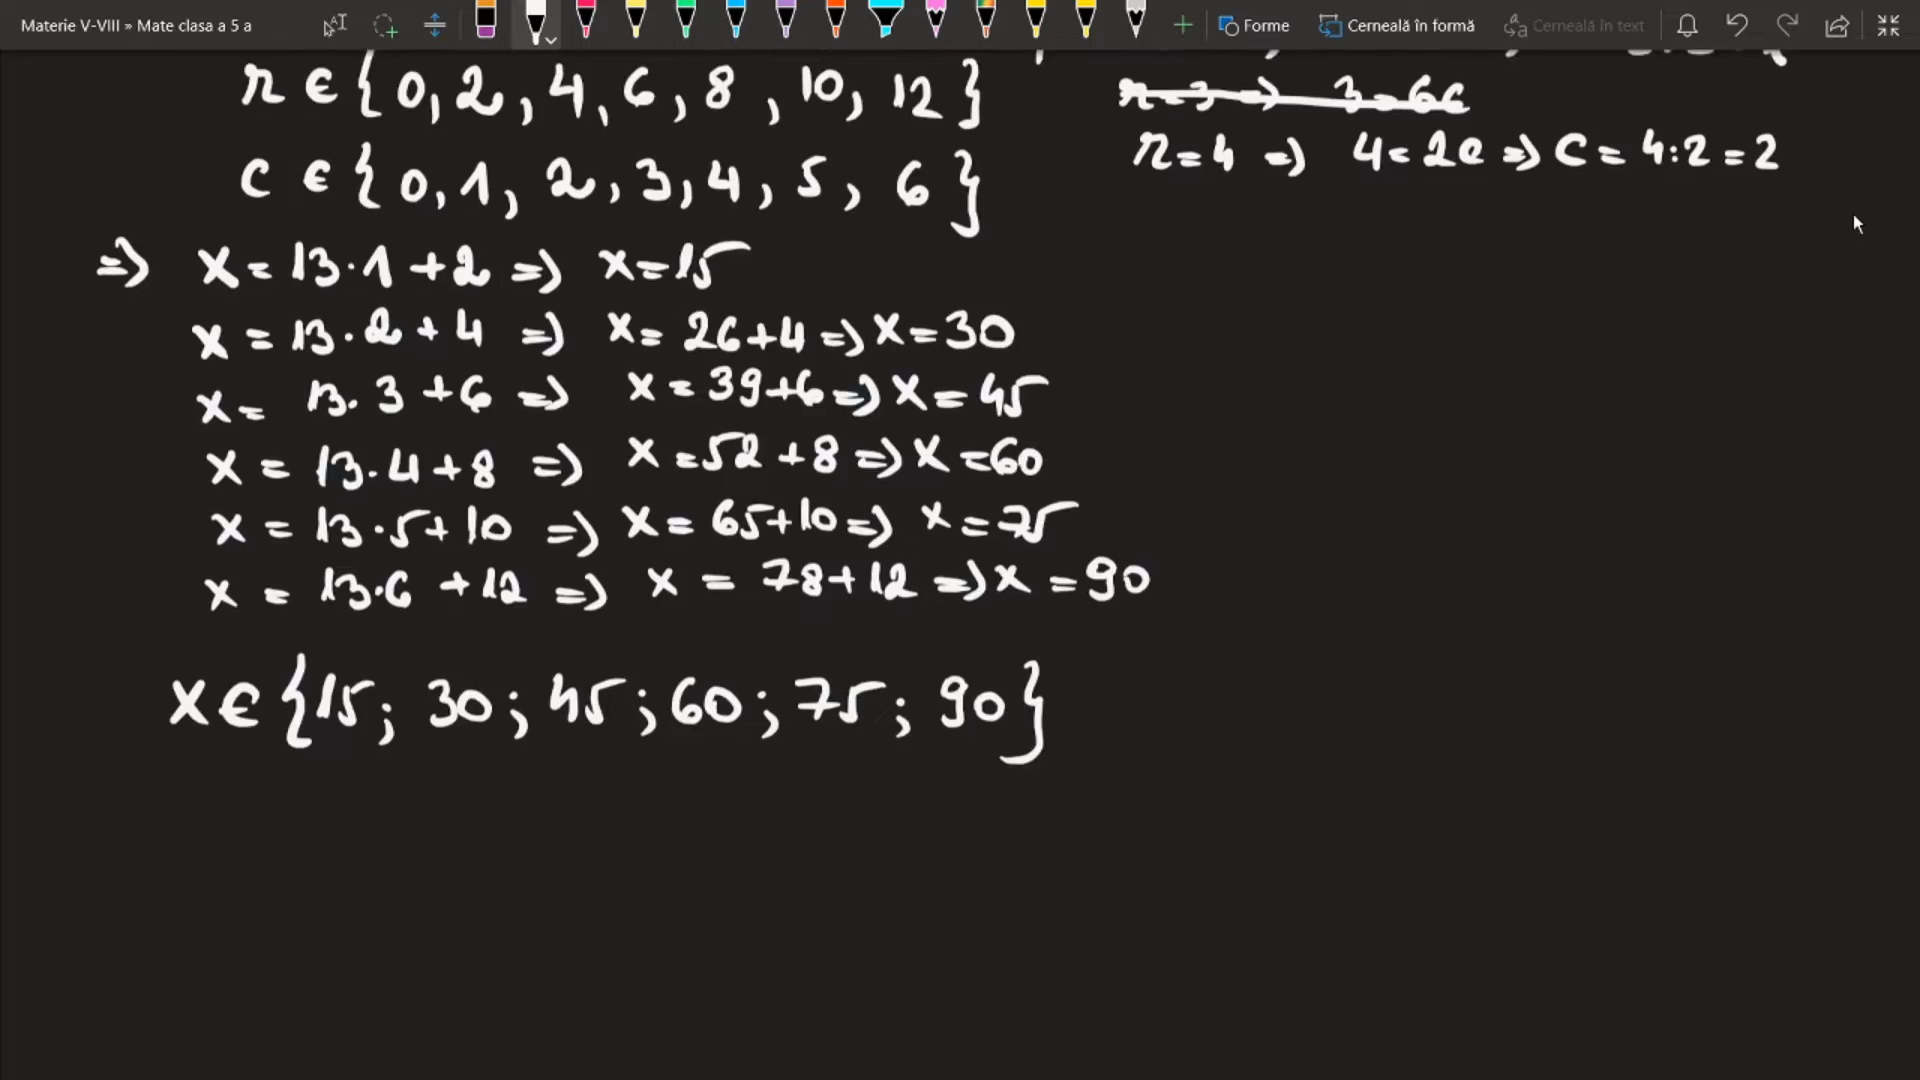 Materie V-VIII » Mate clasa a 5 a
Forme
Cerneală în formă
Cerneală în text
r ∈ {0, 2, 4, 6, 8, 10, 12}
c ∈ {0, 1, 2, 3, 4, 5, 6}
r=3 => 3=6c
r=4 => 4=2c => c=4:2=2
=> x=13·1+2 => x=15
x=13·2+4 => x=26+4 => x=30
x=13·3+6 => x=39+6 => x=45
x=13·4+8 => x=52+8 => x=60
x=13·5+10 => x=65+10 => x=75
x=13·6+12 => x=78+12 => x=90
x∈{15; 30; 45; 60; 75; 90}